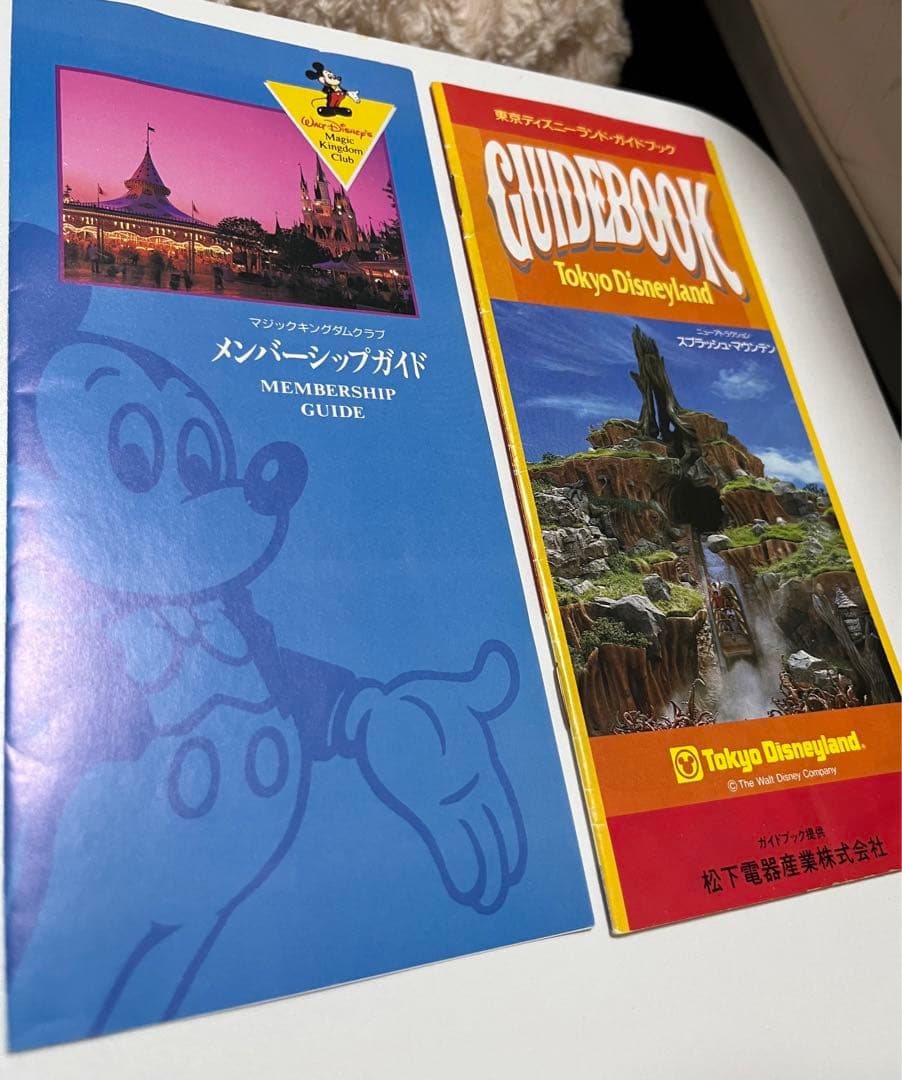 WALT DISNEY'S
Magic
Kingdom
Club
マジックキングダムクラブ
メンバーシップガイド
MEMBERSHIP
GUIDE
東京ディズニーランド・ガイドブック
GUIDEBOOK
Tokyo Disneyland
ニューアトラクション
スプラッシュ・マウンテン
Tokyo Disneyland®
© The Walt Disney Company
ガイドブック提供
松下電器産業株式会社